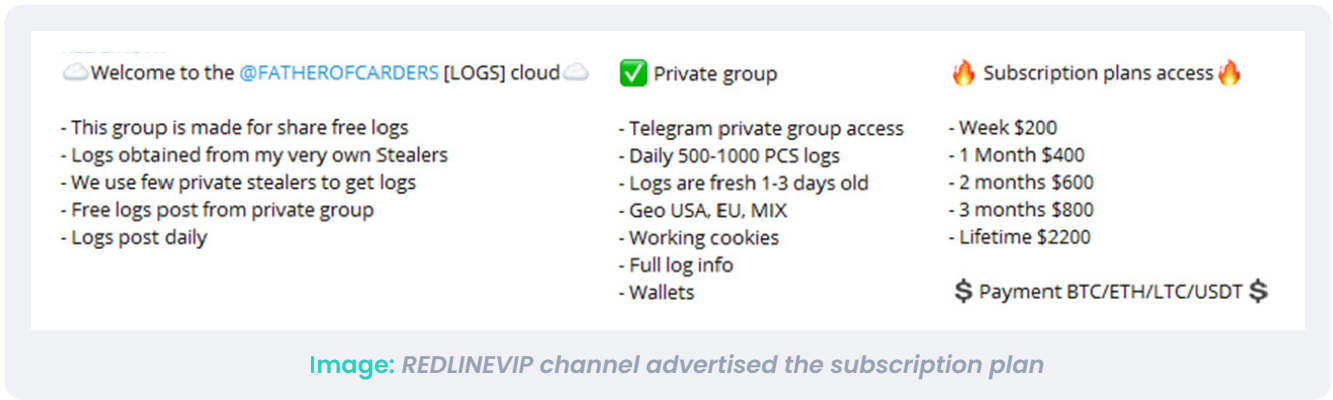 ☁️Welcome to the @FATHEROFCARDERS [LOGS] cloud☁️
- This group is made for share free logs
- Logs obtained from my very own Stealers
- We use few private stealers to get logs
- Free logs post from private group
- Logs post daily
✅ Private group
- Telegram private group access
- Daily 500-1000 PCS logs
- Logs are fresh 1-3 days old
- Geo USA, EU, MIX
- Working cookies
- Full log info
- Wallets
🔥 Subscription plans access🔥
- Week $200
- 1 Month $400
- 2 months $600
- 3 months $800
- Lifetime $2200
💲 Payment BTC/ETH/LTC/USDT 💲
Image: REDLINEVIP channel advertised the subscription plan